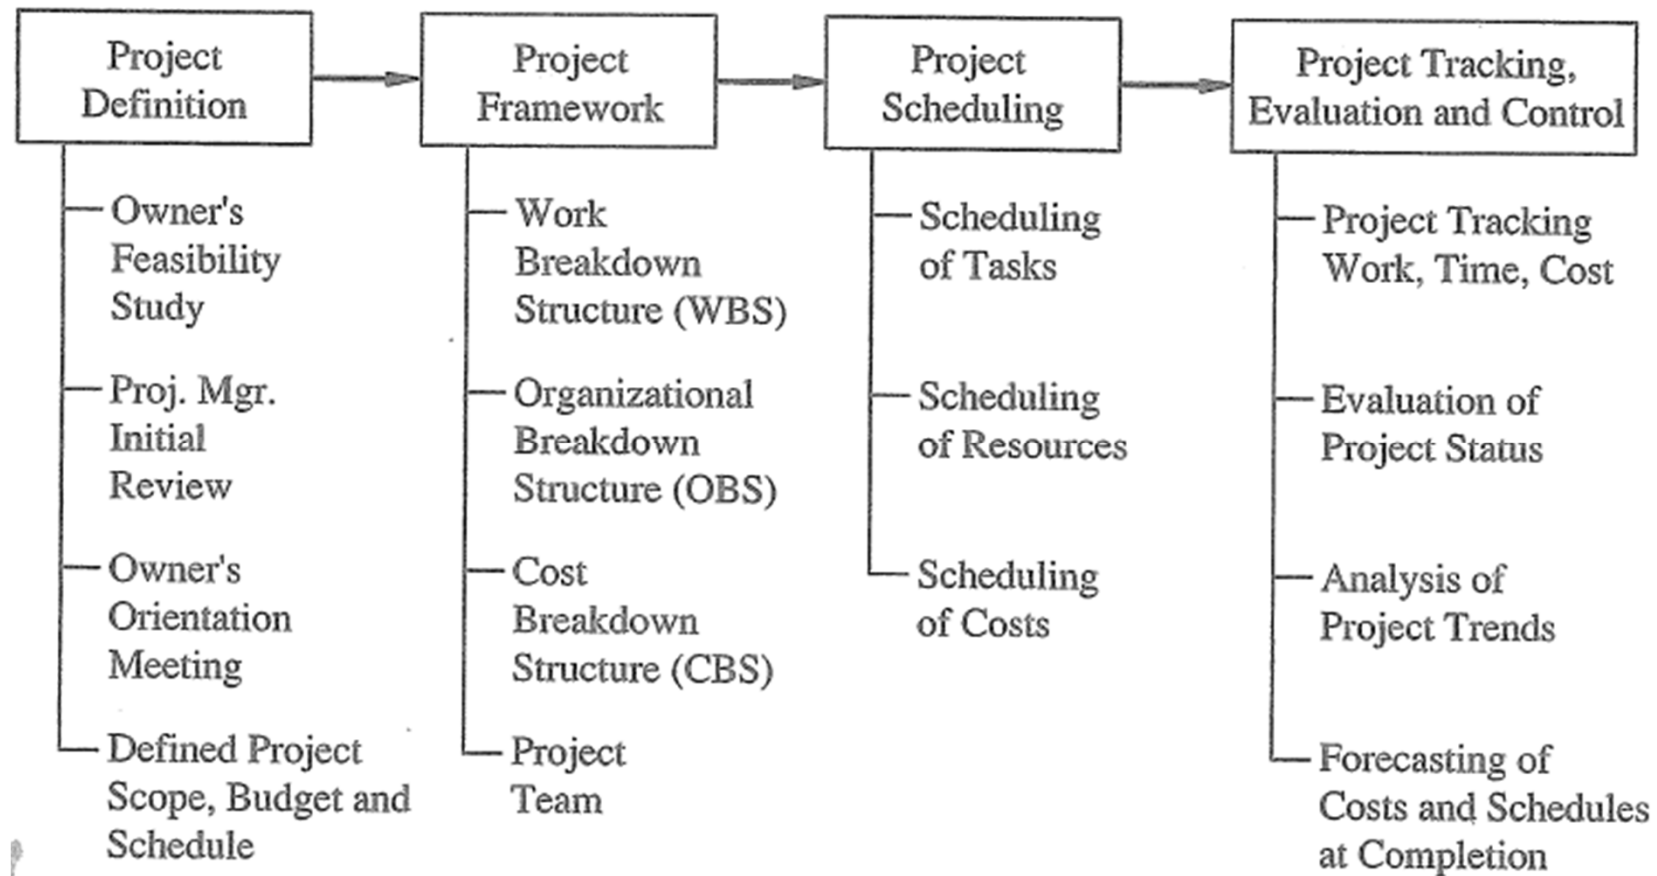 Project
Definition
Project
Framework
Project
Scheduling
Project Tracking,
Evaluation and Control
Owner's
Feasibility
Study
Proj. Mgr.
Initial
Review
Owner's
Orientation
Meeting
Defined Project
Scope, Budget and
Schedule
Work
Breakdown
Structure (WBS)
Organizational
Breakdown
Structure (OBS)
Cost
Breakdown
Structure (CBS)
Project
Team
Scheduling
of Tasks
Scheduling
of Resources
Scheduling
of Costs
Project Tracking
Work, Time, Cost
Evaluation of
Project Status
Analysis of
Project Trends
Forecasting of
Costs and Schedules
at Completion